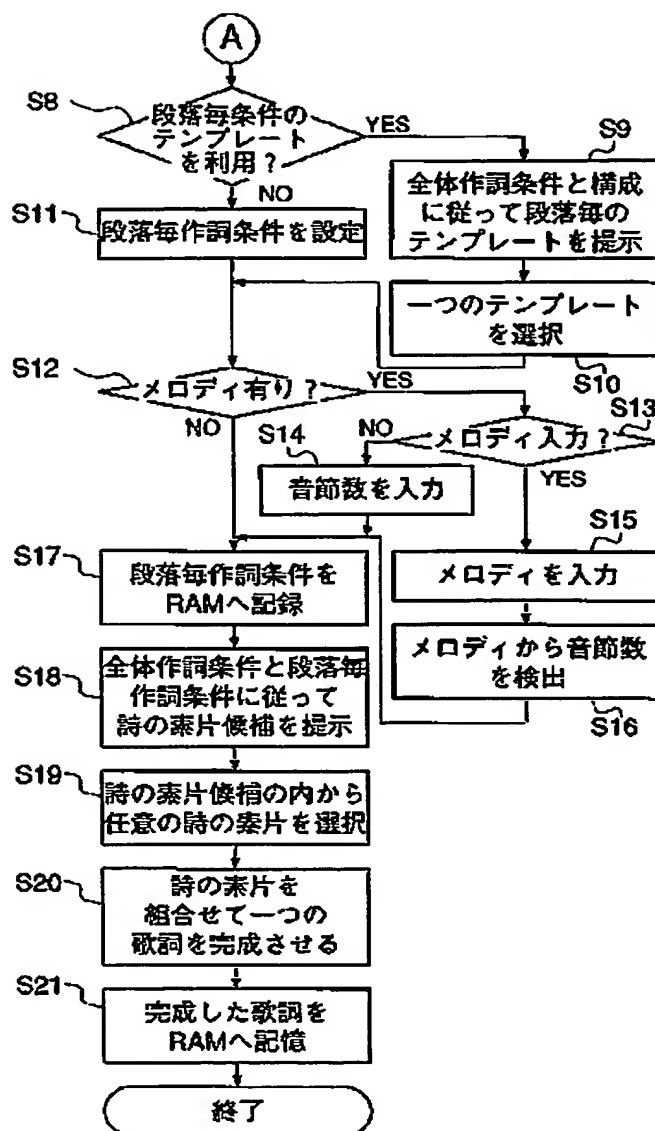 A
S8
段落毎条件の
テンプレート
を利用？
YES
NO
S9
全体作詞条件と構成
に従って段落毎の
テンプレートを提示
S11
段落毎作詞条件を設定
一つのテンプレート
を選択
S10
S12
メロディ有り？
YES
NO
S13
メロディ入力？
NO
YES
S14
音節数を入力
S15
メロディを入力
S17
段落毎作詞条件を
RAMへ記録
メロディから音節数
を検出
S16
S18
全体作詞条件と段落毎
作詞条件に従って
詩の素片候補を提示
S19
詩の素片候補の内から
任意の詩の素片を選択
S20
詩の素片を
組合せて一つの
歌詞を完成させる
S21
完成した歌詞を
RAMへ記憶
終了